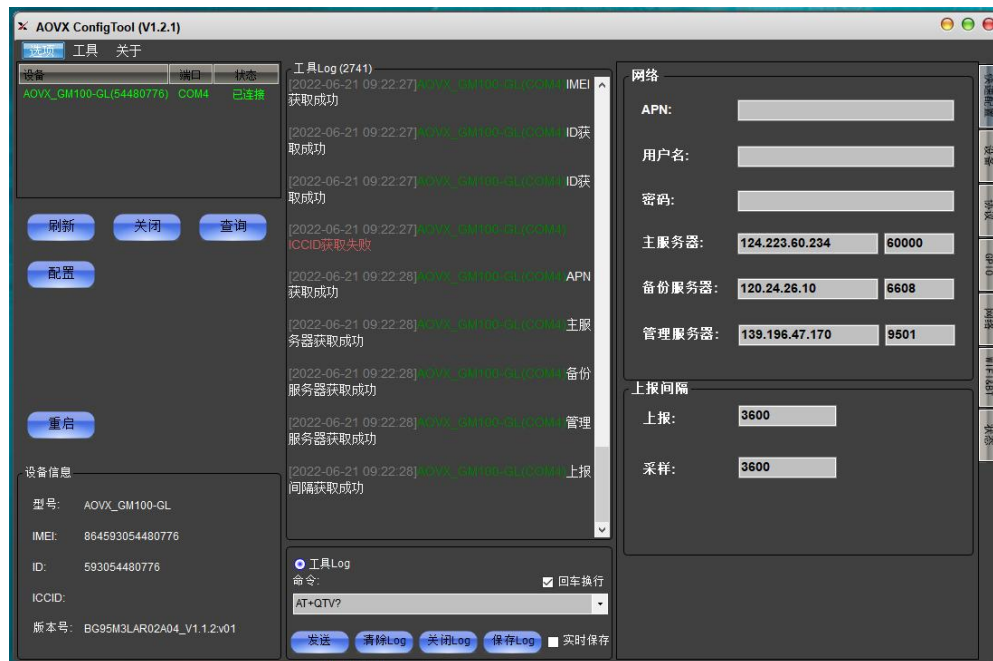 AOVX ConfigTool (V1.2.1)
选项 工具 关于
设备 端口 状态
AOVX_GM100-GL(54480776) COM4 已连接
刷新 关闭 查询
配置
重启
设备信息
型号: AOVX_GM100-GL
IMEI: 864593054480776
ID: 593054480776
ICCID:
版本号: BG95M3LAR02A04_V1.1.2:v01
工具Log (2741)
[2022-06-21 09:22:27]AOVX_GM100-GL(COM4)IMEI
获取成功
[2022-06-21 09:22:27]AOVX_GM100-GL(COM4)ID获
取成功
[2022-06-21 09:22:27]AOVX_GM100-GL(COM4)ID获
取成功
[2022-06-21 09:22:27]AOVX_GM100-GL(COM4)
ICCID获取失败
[2022-06-21 09:22:28]AOVX_GM100-GL(COM4)APN
获取成功
[2022-06-21 09:22:28]AOVX_GM100-GL(COM4)主服
务器获取成功
[2022-06-21 09:22:28]AOVX_GM100-GL(COM4)备份
服务器获取成功
[2022-06-21 09:22:28]AOVX_GM100-GL(COM4)管理
服务器获取成功
[2022-06-21 09:22:28]AOVX_GM100-GL(COM4)上报
间隔获取成功
工具Log
命令: 回车换行
AT+QTV?
发送 清除Log 关闭Log 保存Log 实时保存
网络
APN:
用户名:
密码:
主服务器: 124.223.60.234 60000
备份服务器: 120.24.26.10 6608
管理服务器: 139.196.47.170 9501
上报间隔
上报: 3600
采样: 3600
快速配置
设备
协议
GPIO
网络
WIFI&BT
状态